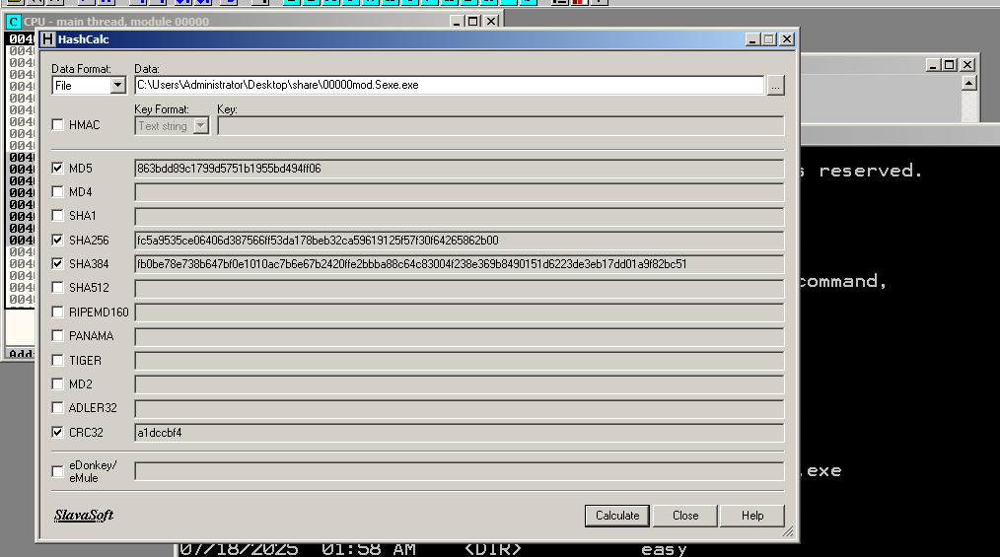 CPU - main thread, module 00000
HashCalc
Data Format:
Data:
File
C:\Users\Administrator\Desktop\share\00000mod.Sexe.exe
...
HMAC
Key Format:
Key:
Text string
MD5
863bdd89c1799d5751b1955bd494ff06
MD4
SHA1
SHA256
fc5a9535ce06406d387566ff53da178beb32ca59619125f57f30f64265862b00
SHA384
fb0be78e738b647bf0e1010ac7b6e67b2420ffe2bbba88c64c83004f238e369b8490151d6223de3eb17dd01a9f82bc51
SHA512
RIPEMD160
PANAMA
TIGER
MD2
ADLER32
CRC32
a1dccbf4
eDonkey/
eMule
SlavaSoft
Calculate
Close
Help
reserved.
command,
.exe
07/18/2025 01:58 AM <DIR> easy